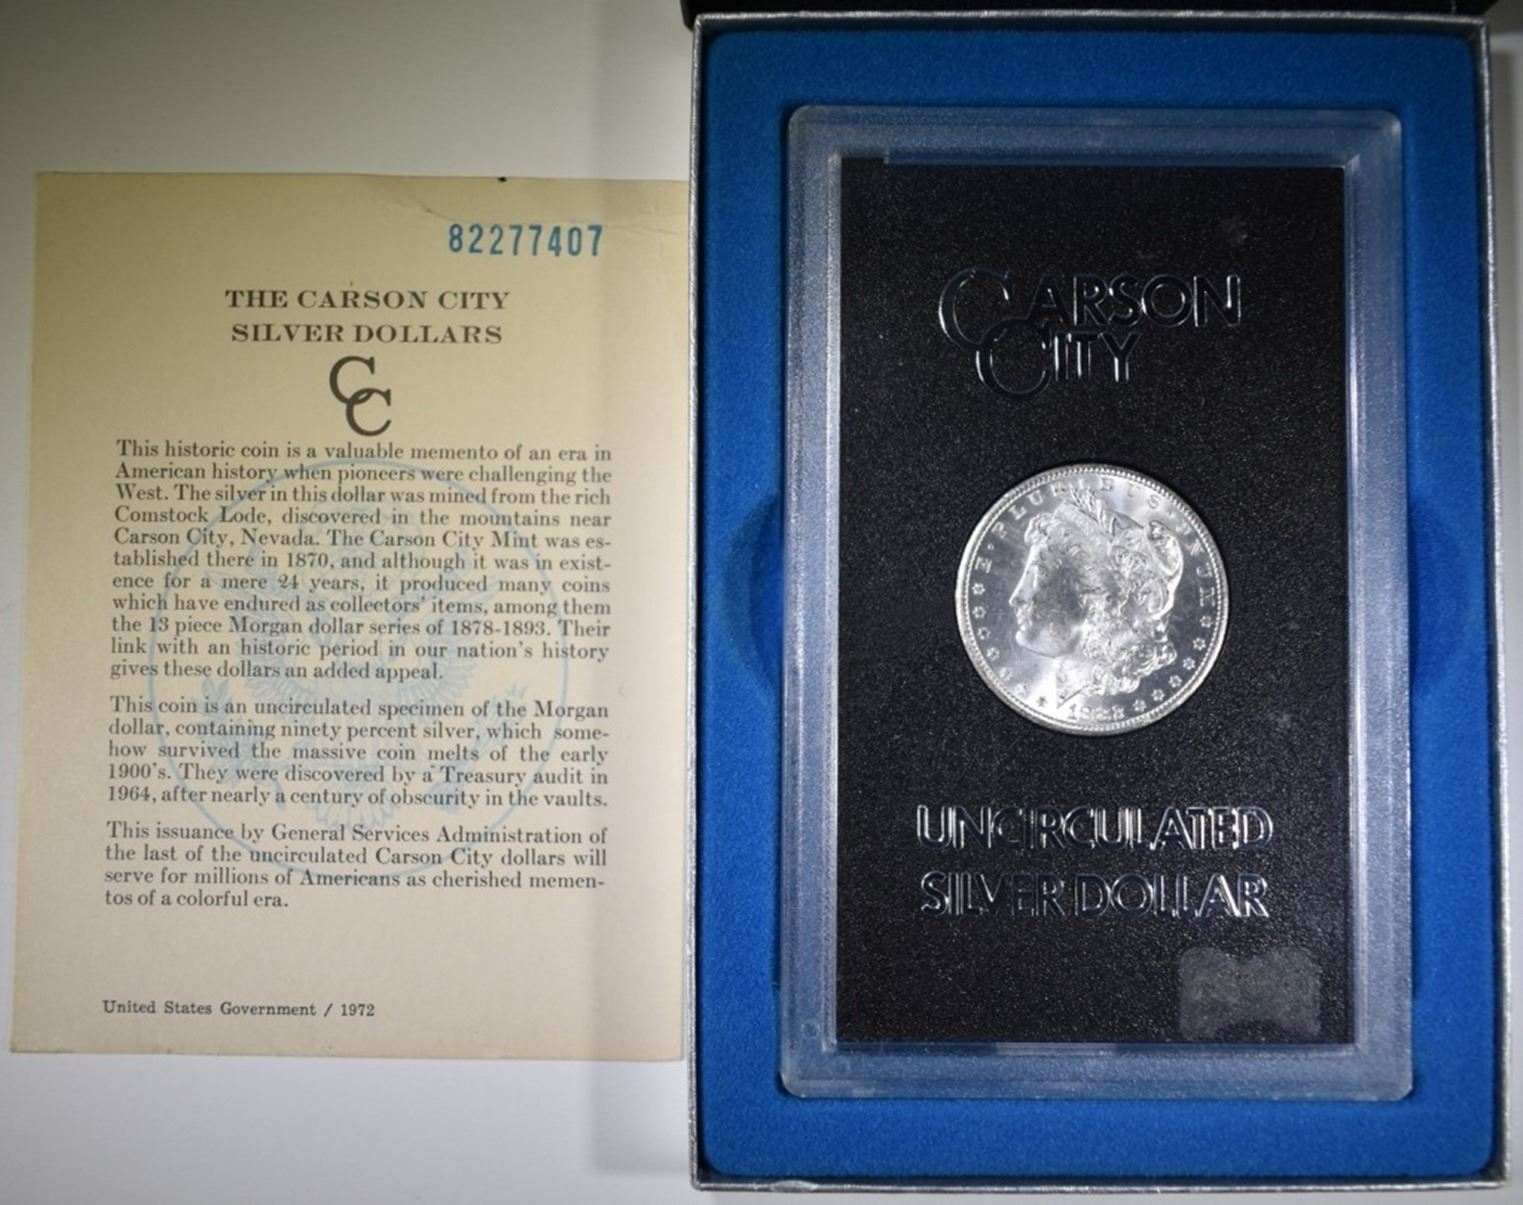 82277407
THE CARSON CITY
SILVER DOLLARS
CC
This historic coin is a valuable memento of an era in
American history when pioneers were challenging the
West. The silver in this dollar was mined from the rich
Comstock Lode, discovered in the mountains near
Carson City, Nevada. The Carson City Mint was es-
tablished there in 1870, and although it was in exist-
ence for a mere 24 years, it produced many coins
which have endured as collectors' items, among them
the 13 piece Morgan dollar series of 1878-1893. Their
link with an historic period in our nation's history
gives these dollars an added appeal.
This coin is an uncirculated specimen of the Morgan
dollar, containing ninety percent silver, which some-
how survived the massive coin melts of the early
1900's. They were discovered by a Treasury audit in
1964, after nearly a century of obscurity in the vaults.
This issuance by General Services Administration of
the last of the uncirculated Carson City dollars will
serve for millions of Americans as cherished memen-
tos of a colorful era.
United States Government / 1972
CARSON
CITY
E·PLURIBUS·UNUM
UNCIRCULATED
SILVER DOLLAR